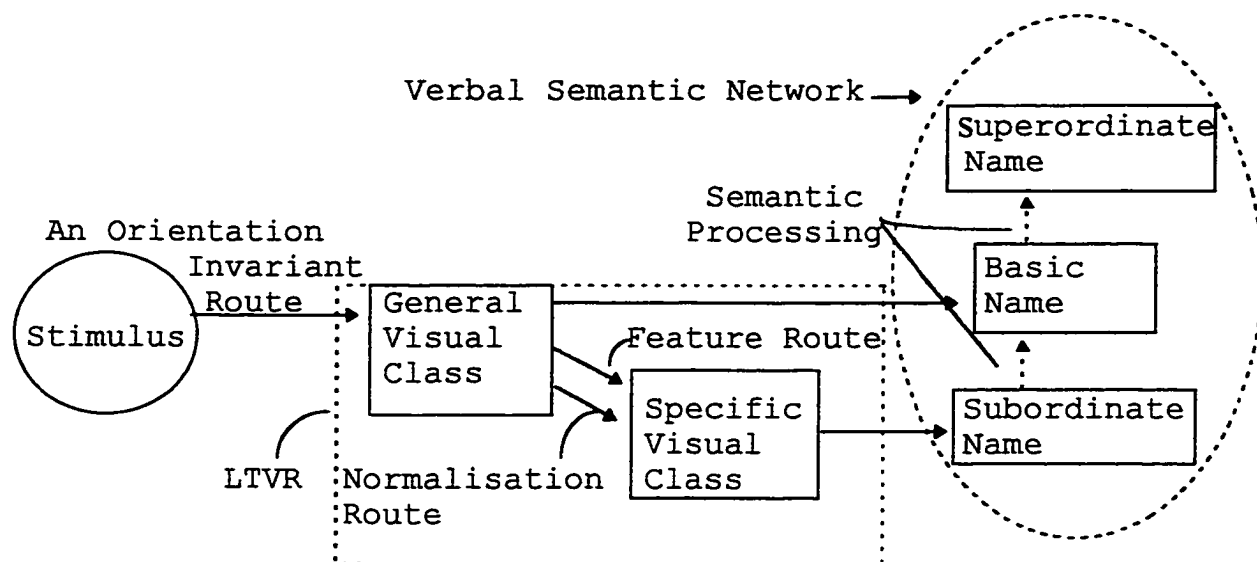 Verbal Semantic Network
Superordinate
Name
Semantic
Processing
An Orientation
Invariant
Route
Stimulus
General
Visual
Class
Basic
Name
Feature Route
Specific
Visual
Class
Subordinate
Name
LTVR
Normalisation
Route